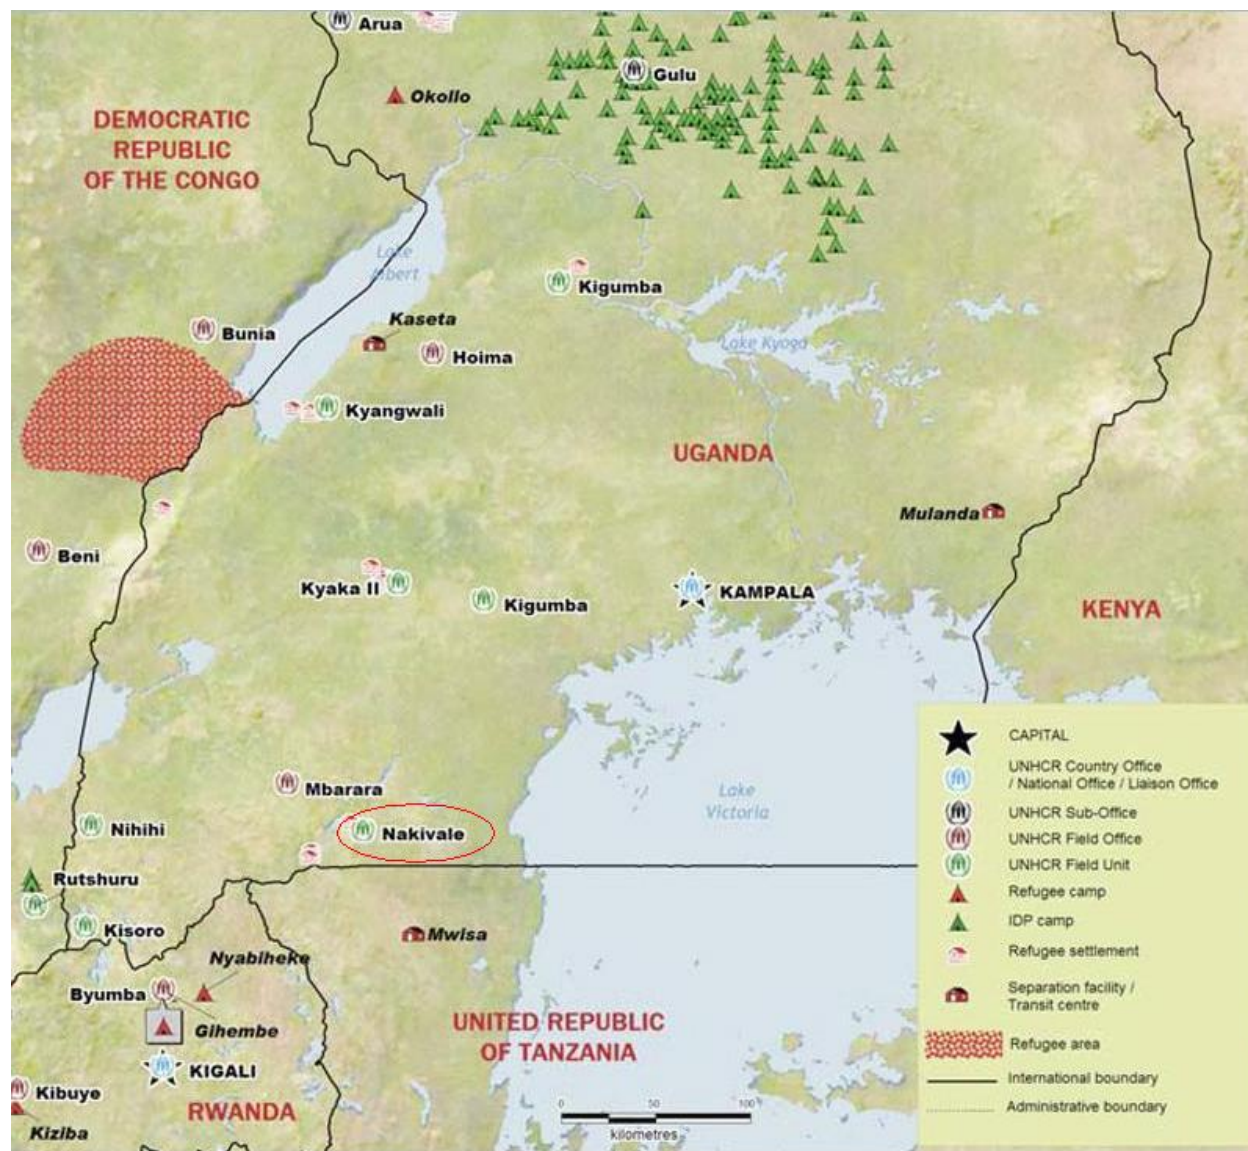 Arua
Gulu
Okollo
DEMOCRATIC
REPUBLIC
OF THE CONGO
Lake
Albert
Kigumba
Kaseta
Bunia
Hoima
Lake Kyoga
Kyangwali
UGANDA
Mulanda
Beni
Kyaka II
Kigumba
KAMPALA
KENYA
Mbarara
Lake
Victoria
Nihihi
Nakivale
Rutshuru
Kisoro
Mwisa
Nyabiheke
Byumba
Gihembe
UNITED REPUBLIC
OF TANZANIA
KIGALI
Kibuye
RWANDA
Kiziba
0 50 100
kilometres
CAPITAL
UNHCR Country Office
/ National Office / Liaison Office
UNHCR Sub-Office
UNHCR Field Office
UNHCR Field Unit
Refugee camp
IDP camp
Refugee settlement
Separation facility /
Transit centre
Refugee area
International boundary
Administrative boundary